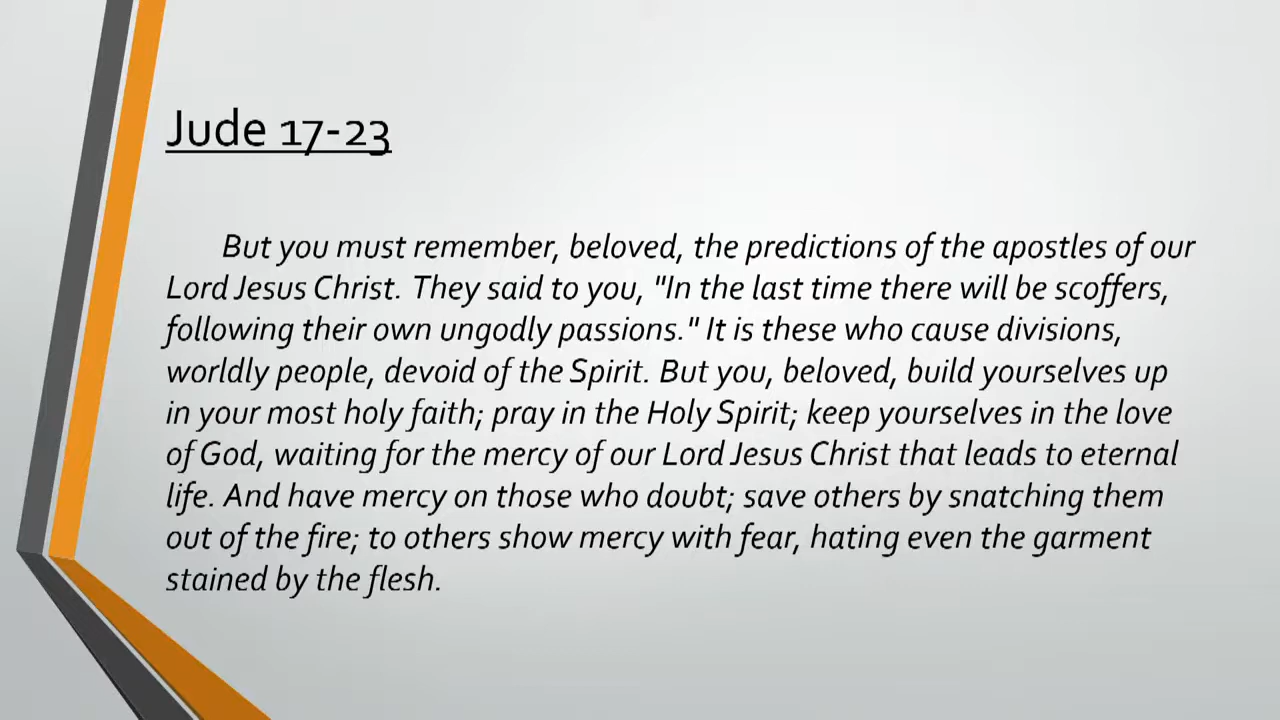 Jude 17-23
But you must remember, beloved, the predictions of the apostles of our
Lord Jesus Christ. They said to you, "In the last time there will be scoffers,
following their own ungodly passions." It is these who cause divisions,
worldly people, devoid of the Spirit. But you, beloved, build yourselves up
in your most holy faith; pray in the Holy Spirit; keep yourselves in the love
of God, waiting for the mercy of our Lord Jesus Christ that leads to eternal
life. And have mercy on those who doubt; save others by snatching them
out of the fire; to others show mercy with fear, hating even the garment
stained by the flesh.